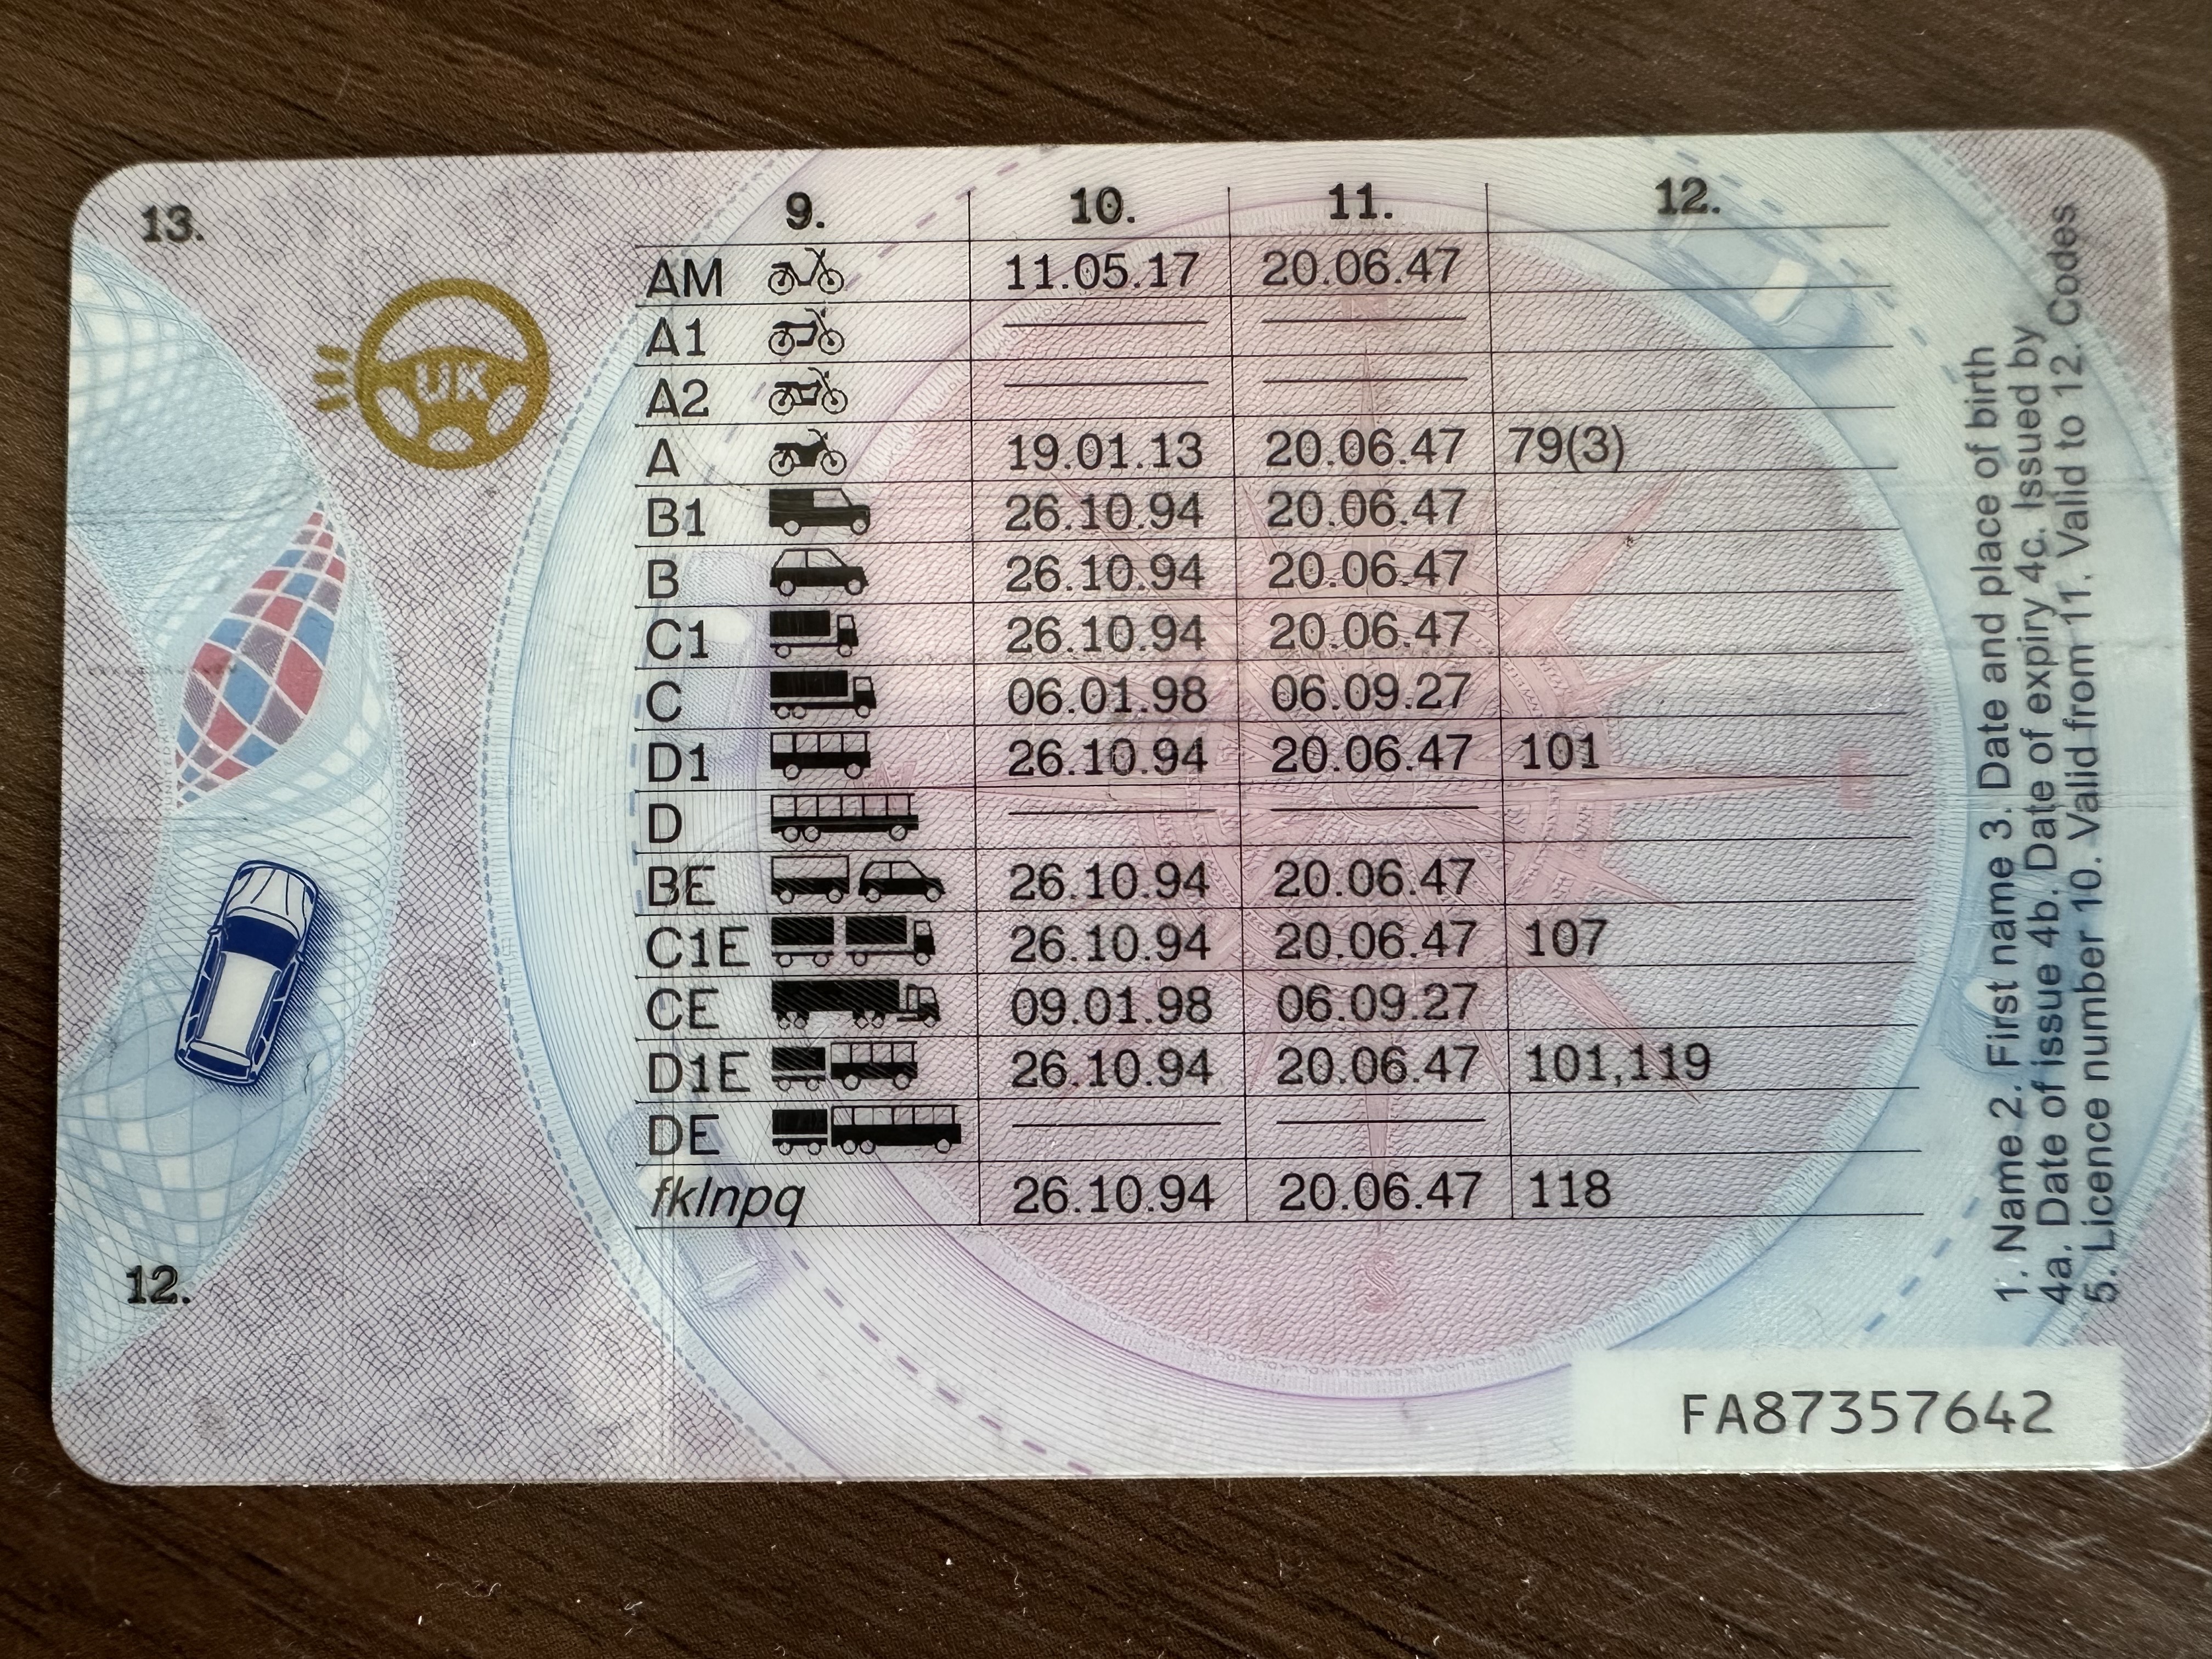 13.
UK
9. 10. 11. 12.
AM 11.05.17 20.06.47
A1
A2
A 19.01.13 20.06.47 79(3)
B1 26.10.94 20.06.47
B 26.10.94 20.06.47
C1 26.10.94 20.06.47
C 06.01.98 06.09.27
D1 26.10.94 20.06.47 101
D
BE 26.10.94 20.06.47
C1E 26.10.94 20.06.47 107
CE 09.01.98 06.09.27
D1E 26.10.94 20.06.47 101,119
DE
fklnpq 26.10.94 20.06.47 118
12.
1. Name 2. First name 3. Date and place of birth
4a. Date of issue 4b. Date of expiry 4c. Issued by
5. Licence number 10. Valid from 11. Valid to 12. Codes
E
S
FA87357642